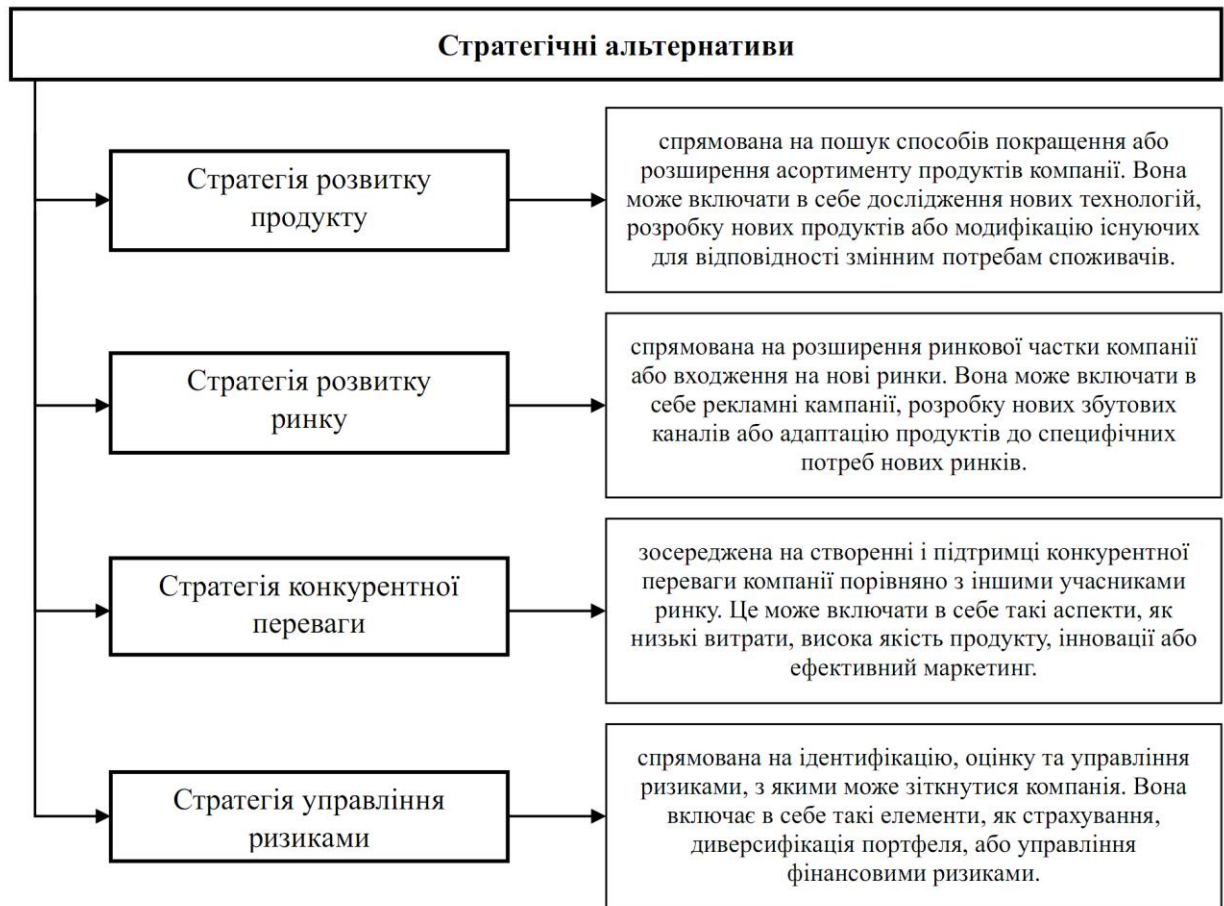 Стратегічні альтернативи
Стратегія розвитку
продукту
спрямована на пошук способів покращення або
розширення асортименту продуктів компанії. Вона
може включати в себе дослідження нових технологій,
розробку нових продуктів або модифікацію існуючих
для відповідності змінним потребам споживачів.
Стратегія розвитку
ринку
спрямована на розширення ринкової частки компанії
або входження на нові ринки. Вона може включати в
себе рекламні кампанії, розробку нових збутових
каналів або адаптацію продуктів до специфічних
потреб нових ринків.
Стратегія конкурентної
переваги
зосереджена на створенні і підтримці конкурентної
переваги компанії порівняно з іншими учасниками
ринку. Це може включати в себе такі аспекти, як
низькі витрати, висока якість продукту, інновації або
ефективний маркетинг.
Стратегія управління
ризиками
спрямована на ідентифікацію, оцінку та управління
ризиками, з якими може зіткнутися компанія. Вона
включає в себе такі елементи, як страхування,
диверсифікація портфеля, або управління
фінансовими ризиками.